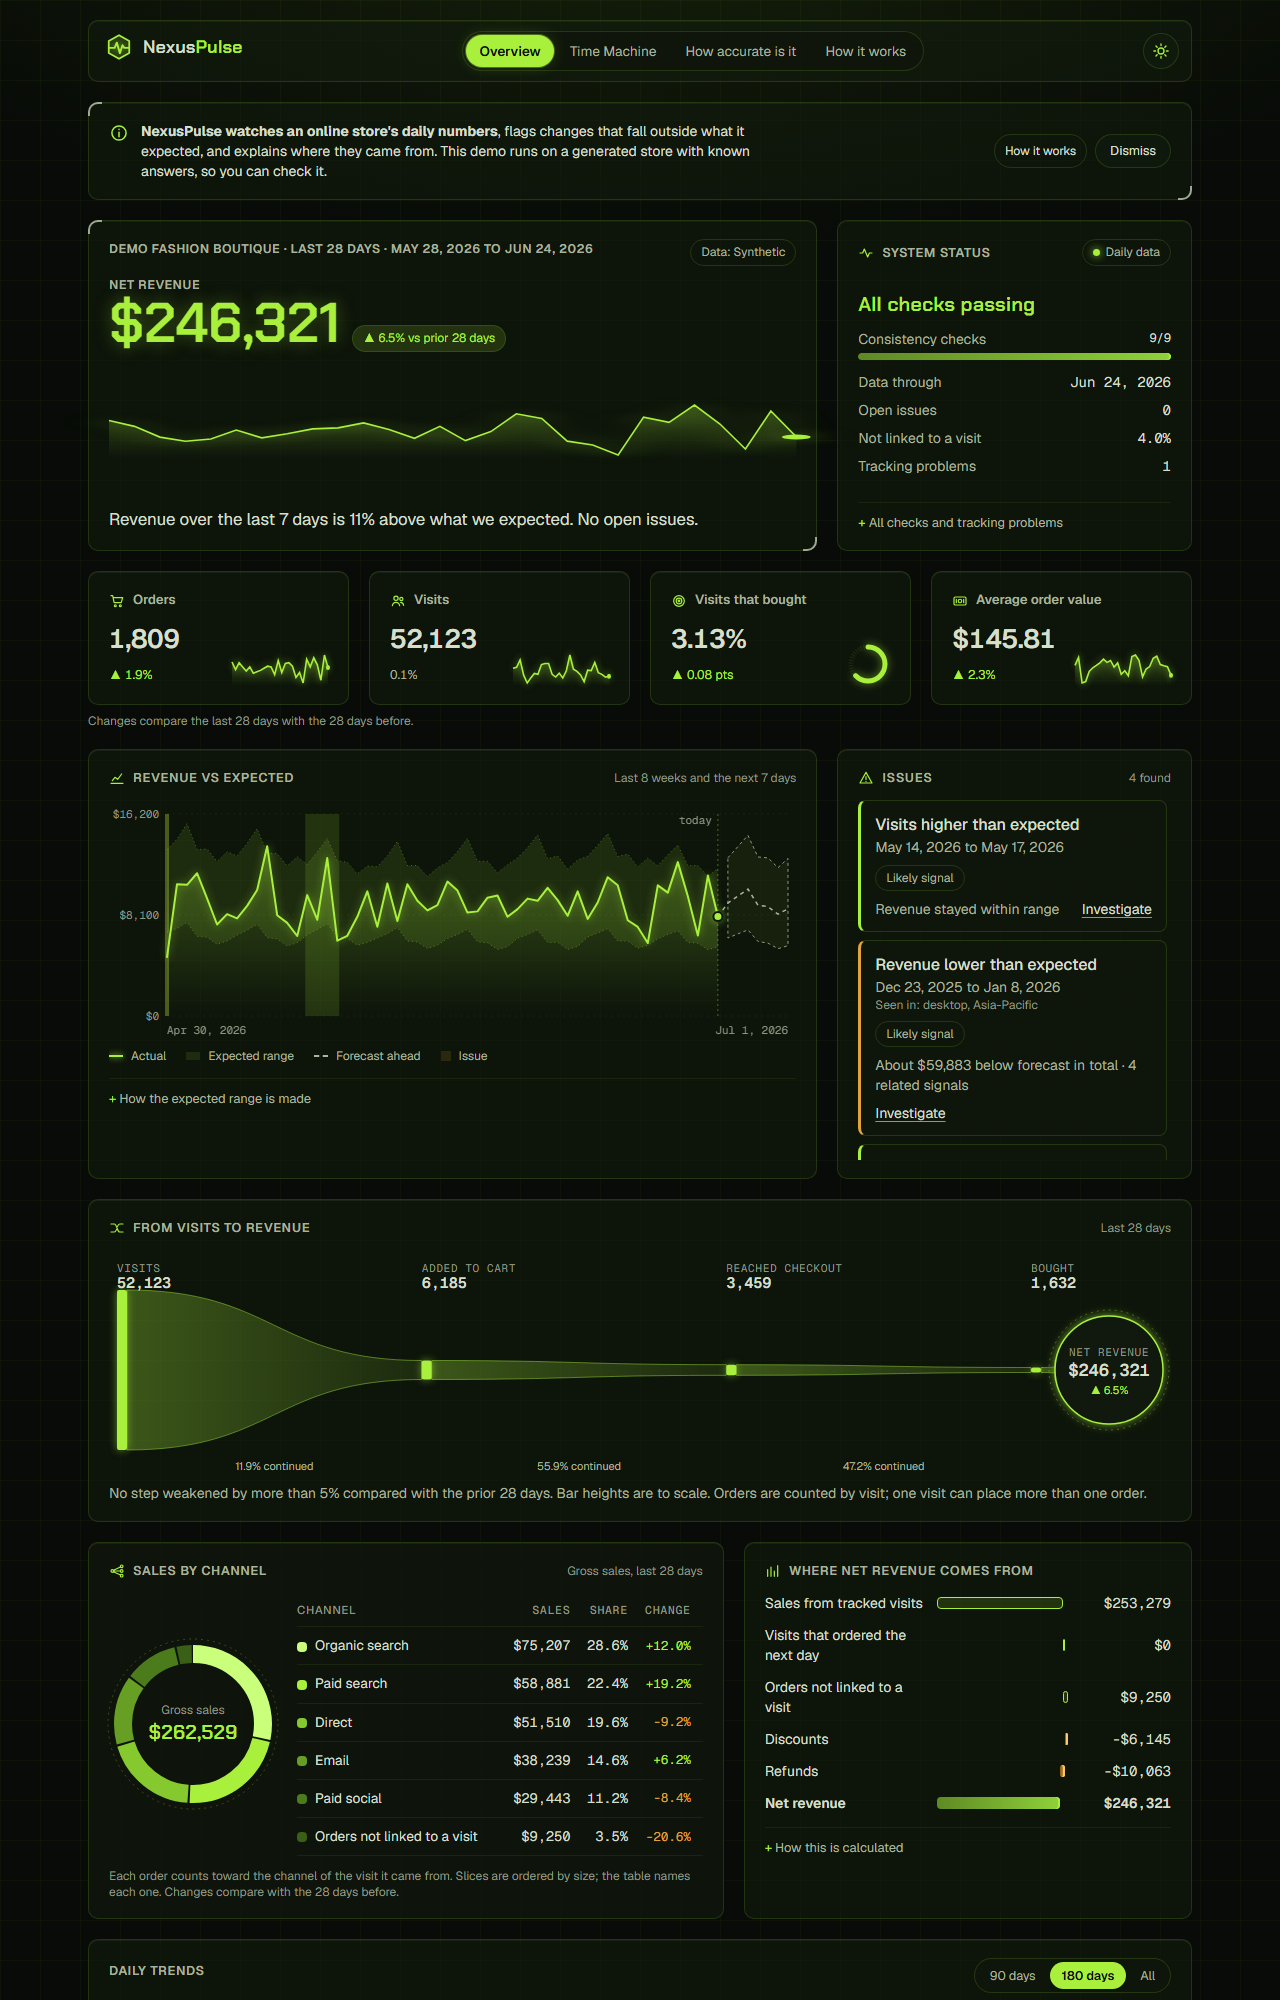 NexusPulse
Overview
Time Machine
How accurate is it
How it works
NexusPulse watches an online store's daily numbers, flags changes that fall outside what it
expected, and explains where they came from. This demo runs on a generated store with known
answers, so you can check it.
How it works
Dismiss
DEMO FASHION BOUTIQUE · LAST 28 DAYS · MAY 28, 2026 TO JUN 24, 2026
Data: Synthetic
NET REVENUE
$246,321
▲ 6.5% vs prior 28 days
Revenue over the last 7 days is 11% above what we expected. No open issues.
SYSTEM STATUS
Daily data
All checks passing
Consistency checks 9/9
Data through Jun 24, 2026
Open issues 0
Not linked to a visit 4.0%
Tracking problems 1
+ All checks and tracking problems
Orders
1,809
▲ 1.9%
Visits
52,123
0.1%
Visits that bought
3.13%
▲ 0.08 pts
Average order value
$145.81
▲ 2.3%
Changes compare the last 28 days with the 28 days before.
REVENUE VS EXPECTED
Last 8 weeks and the next 7 days
$16,200
today
$8,100
$0
Apr 30, 2026
Jul 1, 2026
Actual
Expected range
Forecast ahead
Issue
+ How the expected range is made
ISSUES
4 found
Visits higher than expected
May 14, 2026 to May 17, 2026
Likely signal
Revenue stayed within range Investigate
Revenue lower than expected
Dec 23, 2025 to Jan 8, 2026
Seen in: desktop, Asia-Pacific
Likely signal
About $59,883 below forecast in total · 4
related signals
Investigate
FROM VISITS TO REVENUE
Last 28 days
VISITS
52,123
ADDED TO CART
6,185
REACHED CHECKOUT
3,459
BOUGHT
1,632
NET REVENUE
$246,321
▲ 6.5%
11.9% continued
55.9% continued
47.2% continued
No step weakened by more than 5% compared with the prior 28 days. Bar heights are to scale. Orders are counted by visit; one visit can place more than one order.
SALES BY CHANNEL
Gross sales, last 28 days
Gross sales
$262,529
CHANNEL SALES SHARE CHANGE
Organic search $75,207 28.6% +12.0%
Paid search $58,881 22.4% +19.2%
Direct $51,510 19.6% -9.2%
Email $38,239 14.6% +6.2%
Paid social $29,443 11.2% -8.4%
Orders not linked to a visit $9,250 3.5% -20.6%
Each order counts toward the channel of the visit it came from. Slices are ordered by size; the table names
each one. Changes compare with the 28 days before.
WHERE NET REVENUE COMES FROM
Sales from tracked visits $253,279
Visits that ordered the
next day $0
Orders not linked to a
visit $9,250
Discounts -$6,145
Refunds -$10,063
Net revenue $246,321
+ How this is calculated
DAILY TRENDS
90 days
180 days
All